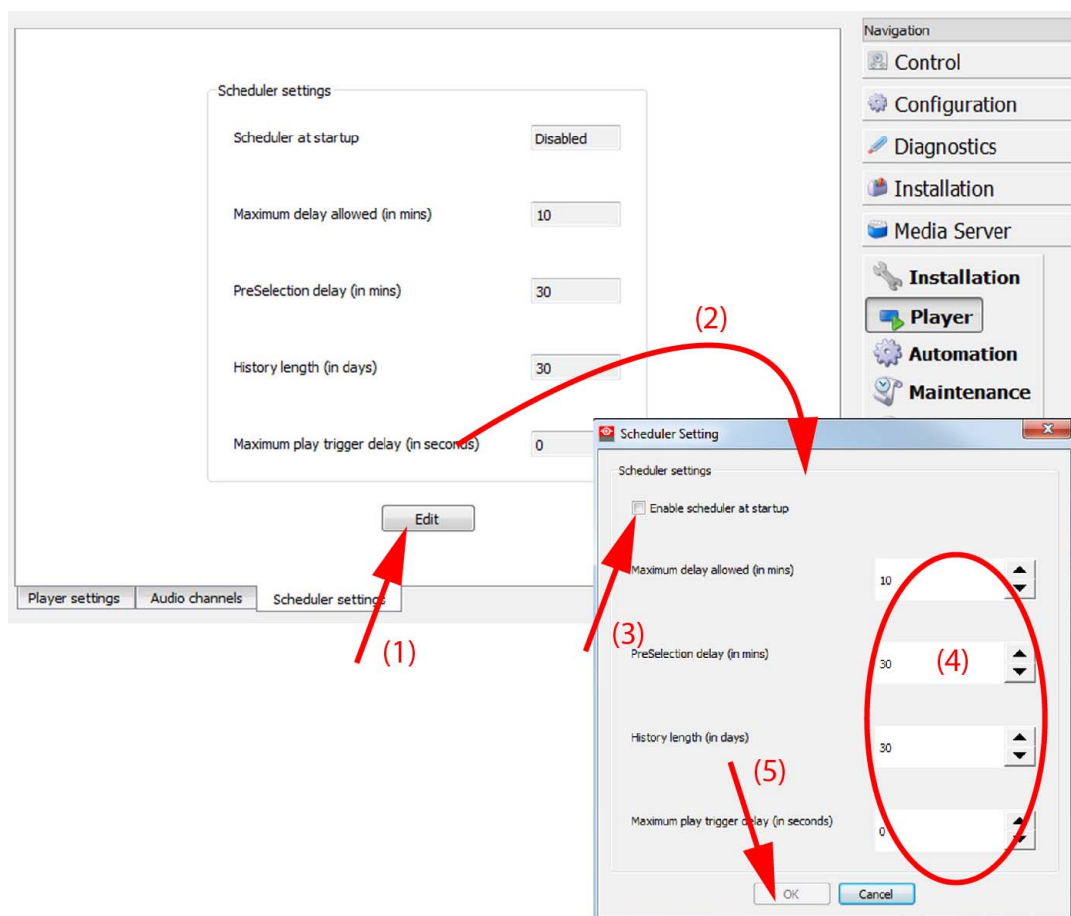 Navigation
Control
Configuration
Diagnostics
Installation
Media Server
Installation
Player
Automation
Maintenance
Scheduler settings
Scheduler at startup Disabled
Maximum delay allowed (in mins) 10
PreSelection delay (in mins) 30
History length (in days) 30
Maximum play trigger delay (in seconds) 0
Edit
Player settings Audio channels Scheduler settings
(1)
(2)
Scheduler Setting
Scheduler settings
Enable scheduler at startup
Maximum delay allowed (in mins) 10
(3)
PreSelection delay (in mins) 30
(4)
History length (in days) 30
(5)
Maximum play trigger delay (in seconds) 0
OK Cancel